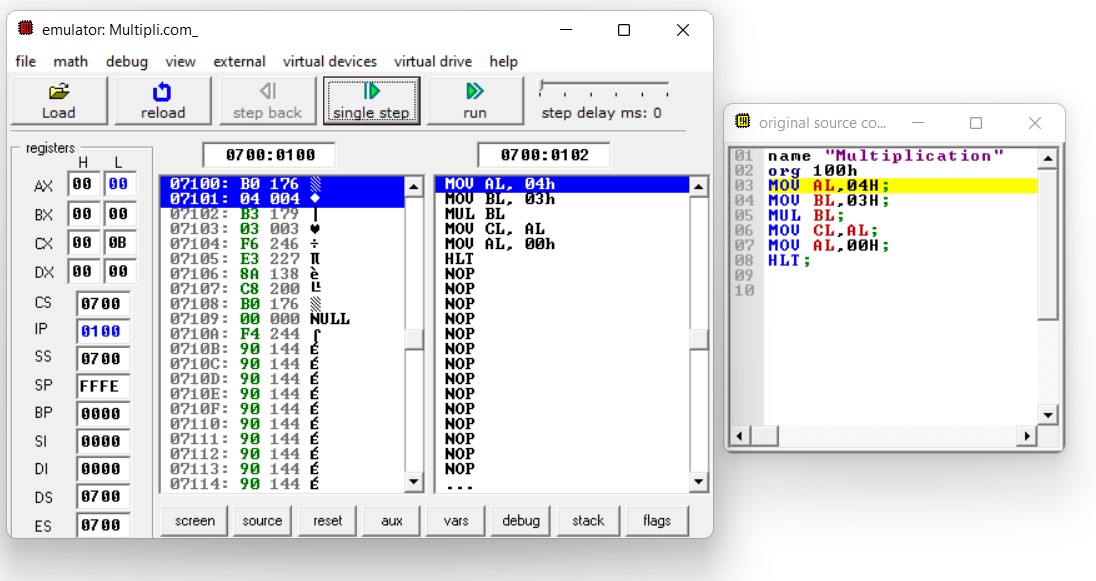 emulator: Multipli.com_
file math debug view external virtual devices virtual drive help
Load reload step back single step run step delay ms: 0
registers
H L
AX 00 00
BX 00 00
CX 00 0B
DX 00 00
CS 0700
IP 0100
SS 0700
SP FFFE
BP 0000
SI 0000
DI 0000
DS 0700
ES 0700
0700:0100
07100: B0 176 ▒
07101: 04 004 ♦
07102: B3 179 │
07103: 03 003 ♥
07104: F6 246 ÷
07105: E3 227 π
07106: 8A 138 è
07107: C8 200 ╚
07108: B0 176 ▒
07109: 00 000 NULL
0710A: F4 244 ⌠
0710B: 90 144 É
0710C: 90 144 É
0710D: 90 144 É
0710E: 90 144 É
0710F: 90 144 É
07110: 90 144 É
07111: 90 144 É
07112: 90 144 É
07113: 90 144 É
07114: 90 144 É
0700:0102
MOV AL, 04h
MOV BL, 03h
MUL BL
MOV CL, AL
MOV AL, 00h
HLT
NOP
NOP
NOP
NOP
NOP
NOP
NOP
NOP
NOP
NOP
NOP
NOP
NOP
NOP
...
screen source reset aux vars debug stack flags
original source co...
01 name "Multiplication"
02 org 100h
03 MOV AL,04H;
04 MOV BL,03H;
05 MUL BL;
06 MOV CL,AL;
07 MOV AL,00H;
08 HLT;
09
10